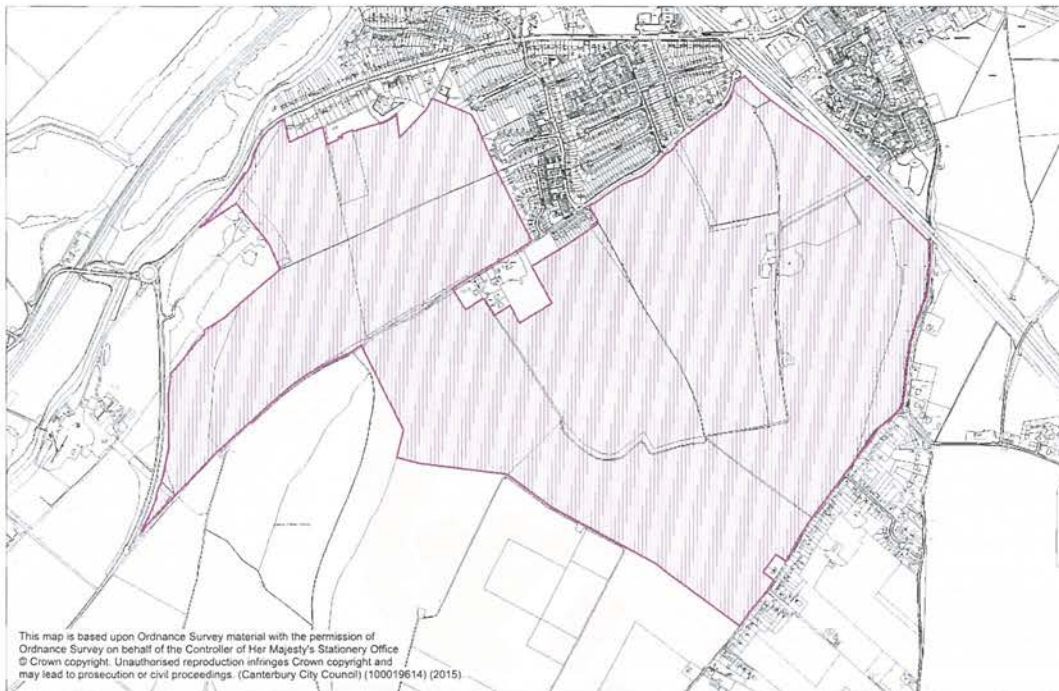 This map is based upon Ordnance Survey material with the permission of
Ordnance Survey on behalf of the Controller of Her Majesty's Stationery Office
© Crown copyright. Unauthorised reproduction infringes Crown copyright and
may lead to prosecution or civil proceedings. (Canterbury City Council) (100019614) (2015)